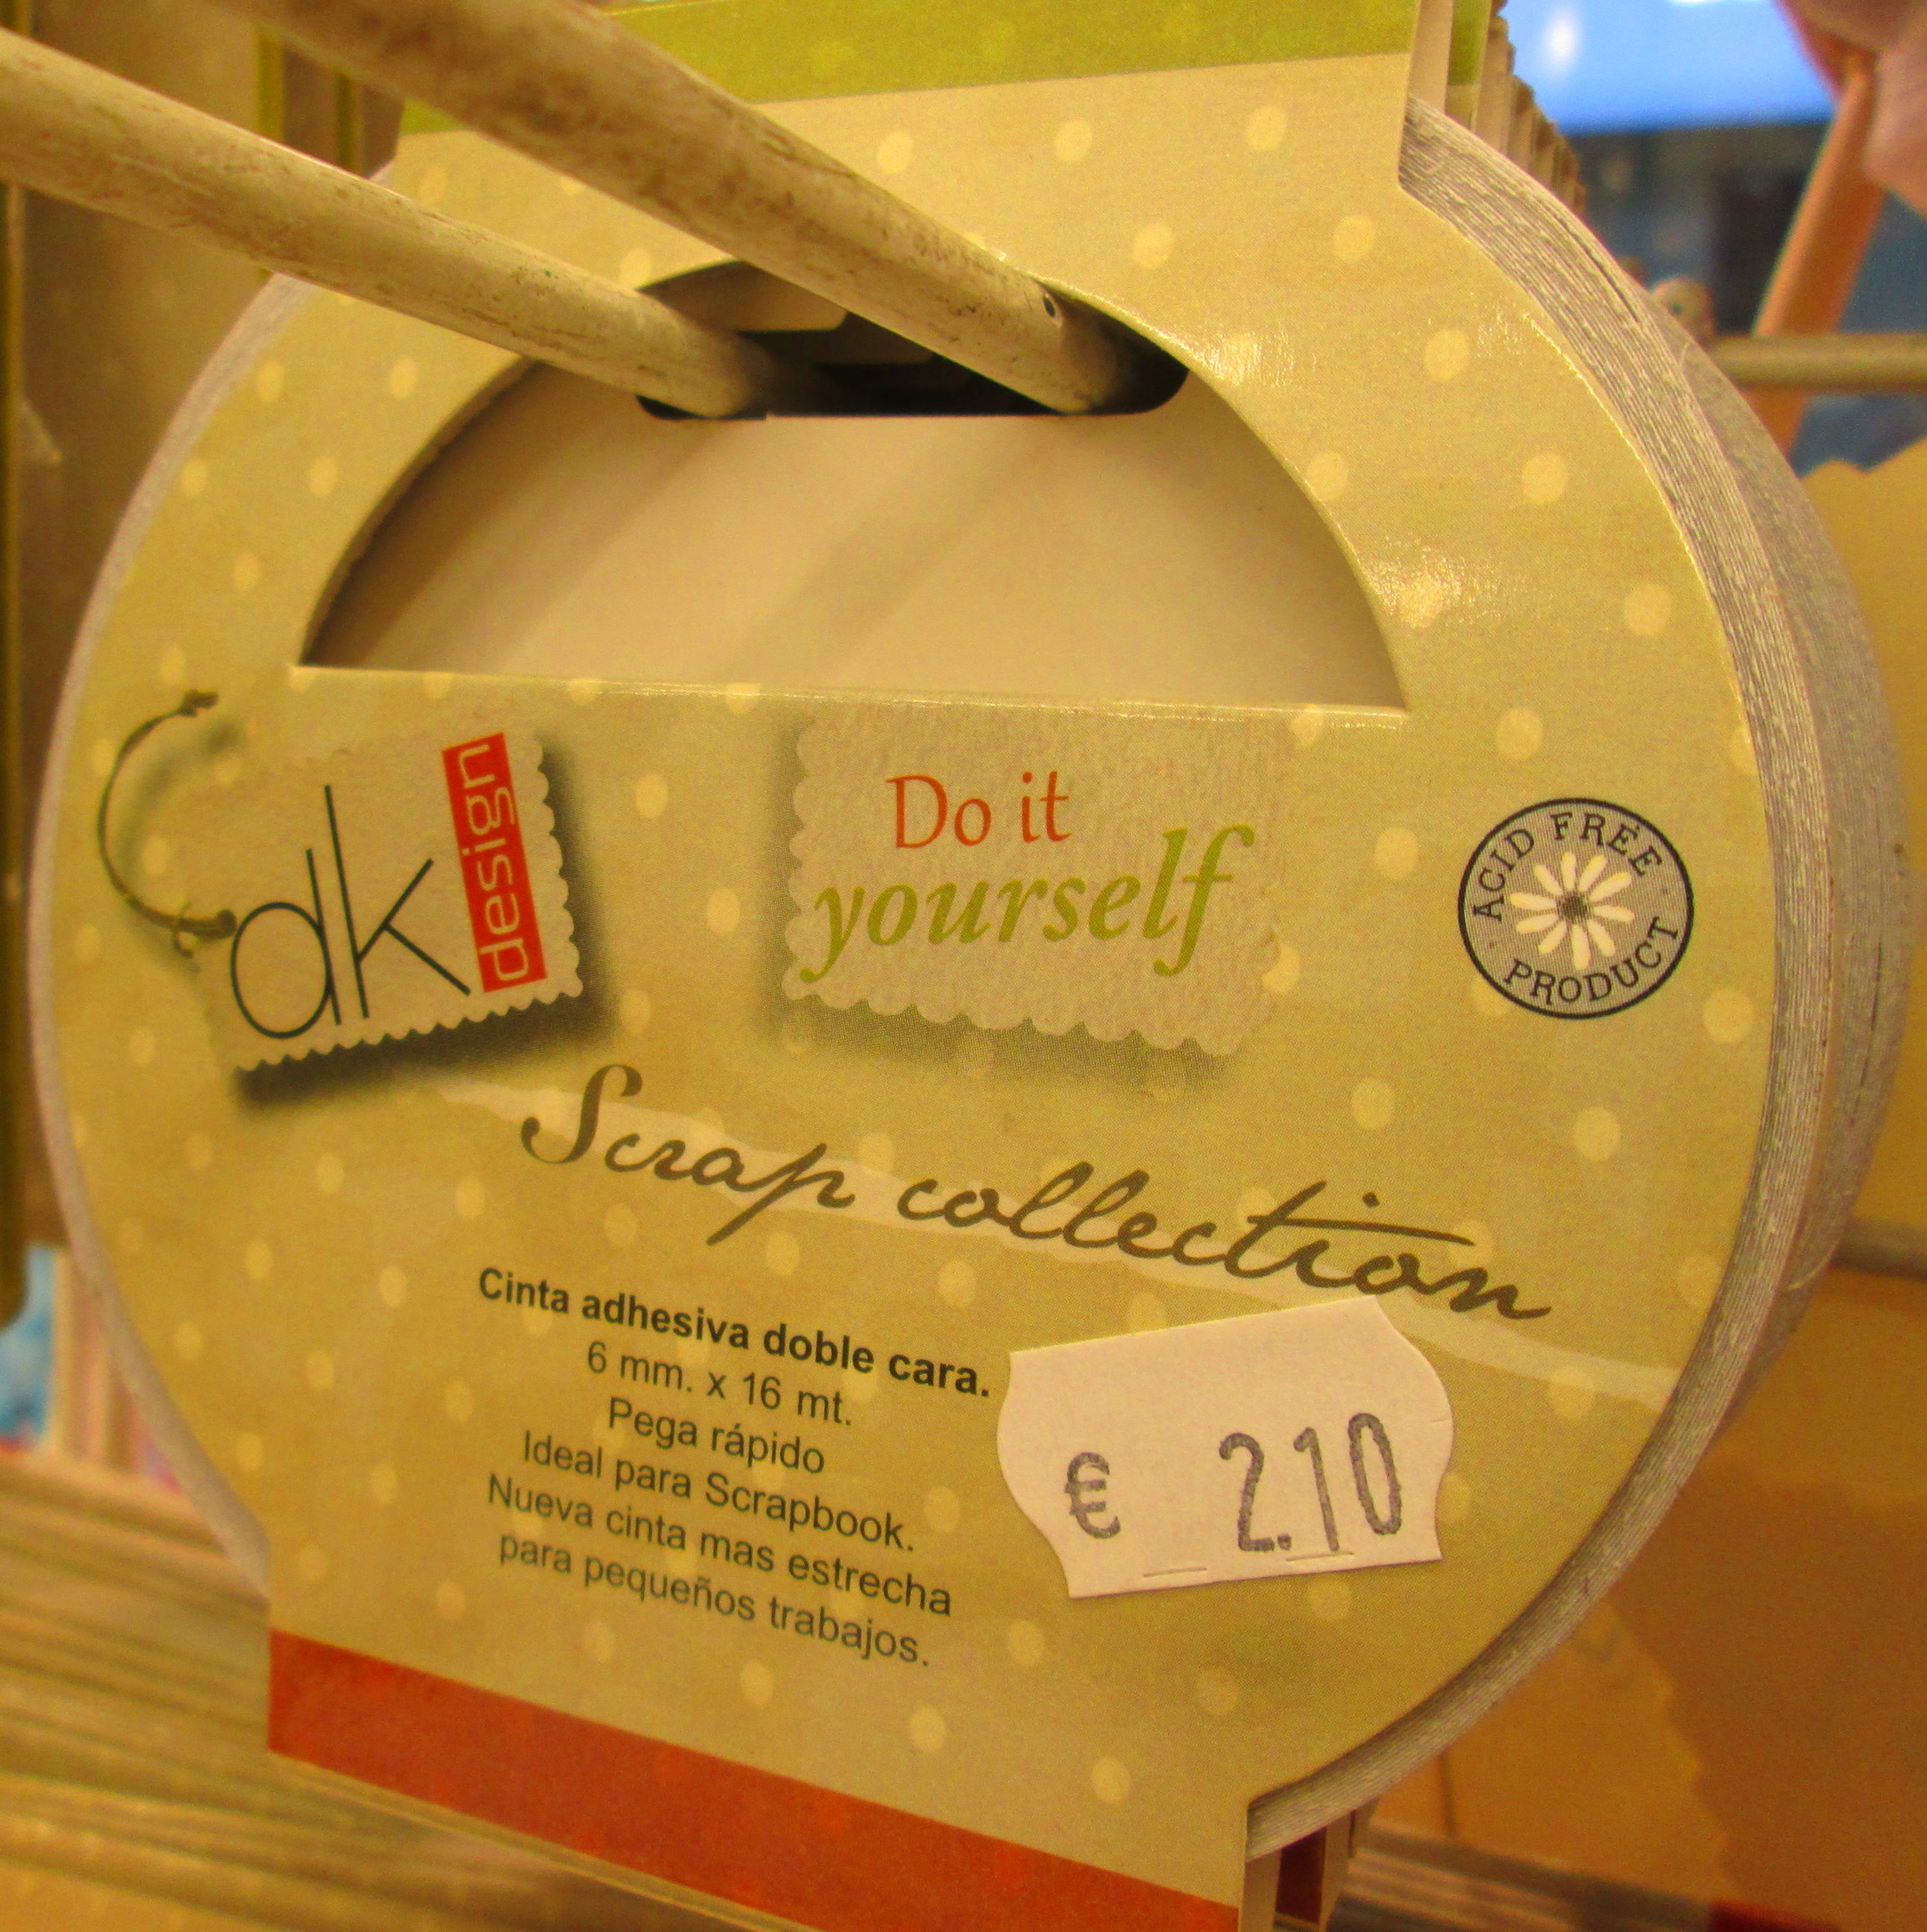 dk design
Do it
yourself
ACID FREE
PRODUCT
Scrap collection
Cinta adhesiva doble cara.
6 mm. x 16 mt.
Pega rápido
Ideal para Scrapbook.
Nueva cinta mas estrecha
para pequeños trabajos.
€ 2.10